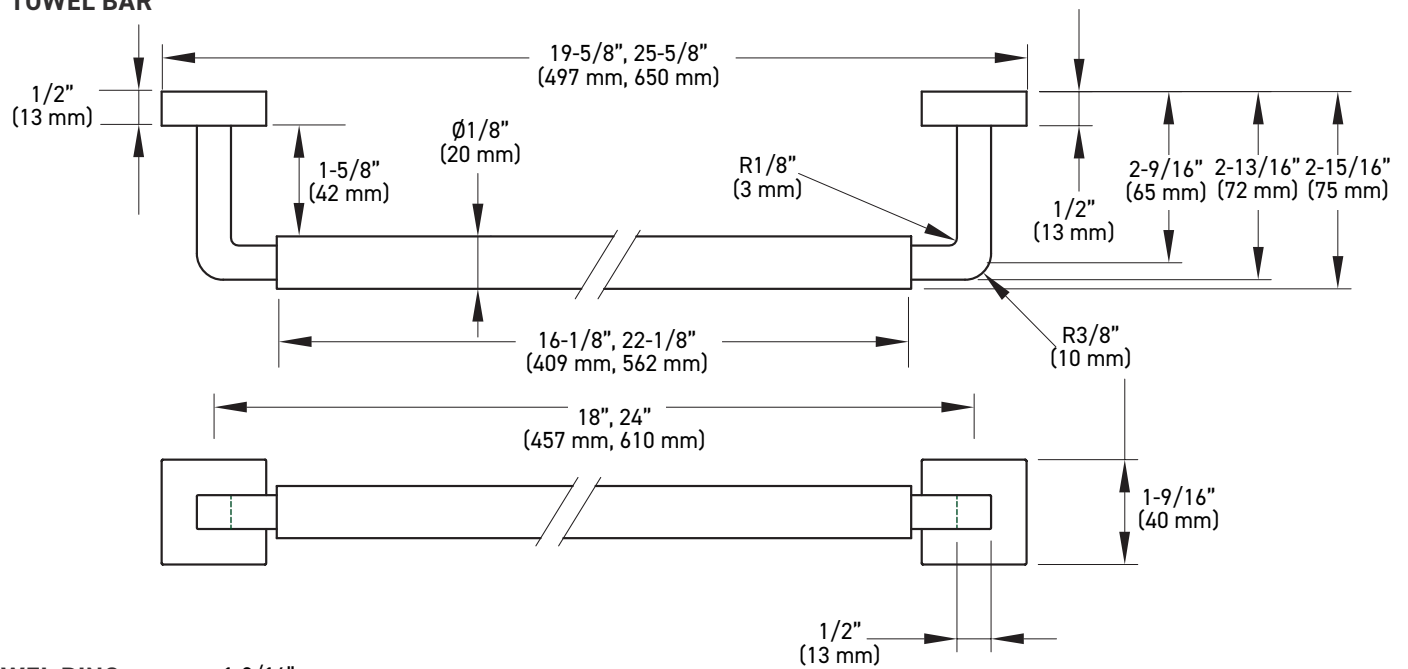 TOWEL BAR
19-5/8”, 25-5/8”
(497 mm, 650 mm)
1/2”
(13 mm)
Ø1/8”
(20 mm)
1-5/8”
(42 mm)
R1/8”
(3 mm)
2-9/16”
(65 mm)
2-13/16”
(72 mm)
2-15/16”
(75 mm)
1/2”
(13 mm)
16-1/8”, 22-1/8”
(409 mm, 562 mm)
R3/8”
(10 mm)
18”, 24”
(457 mm, 610 mm)
1-9/16”
(40 mm)
1/2”
(13 mm)